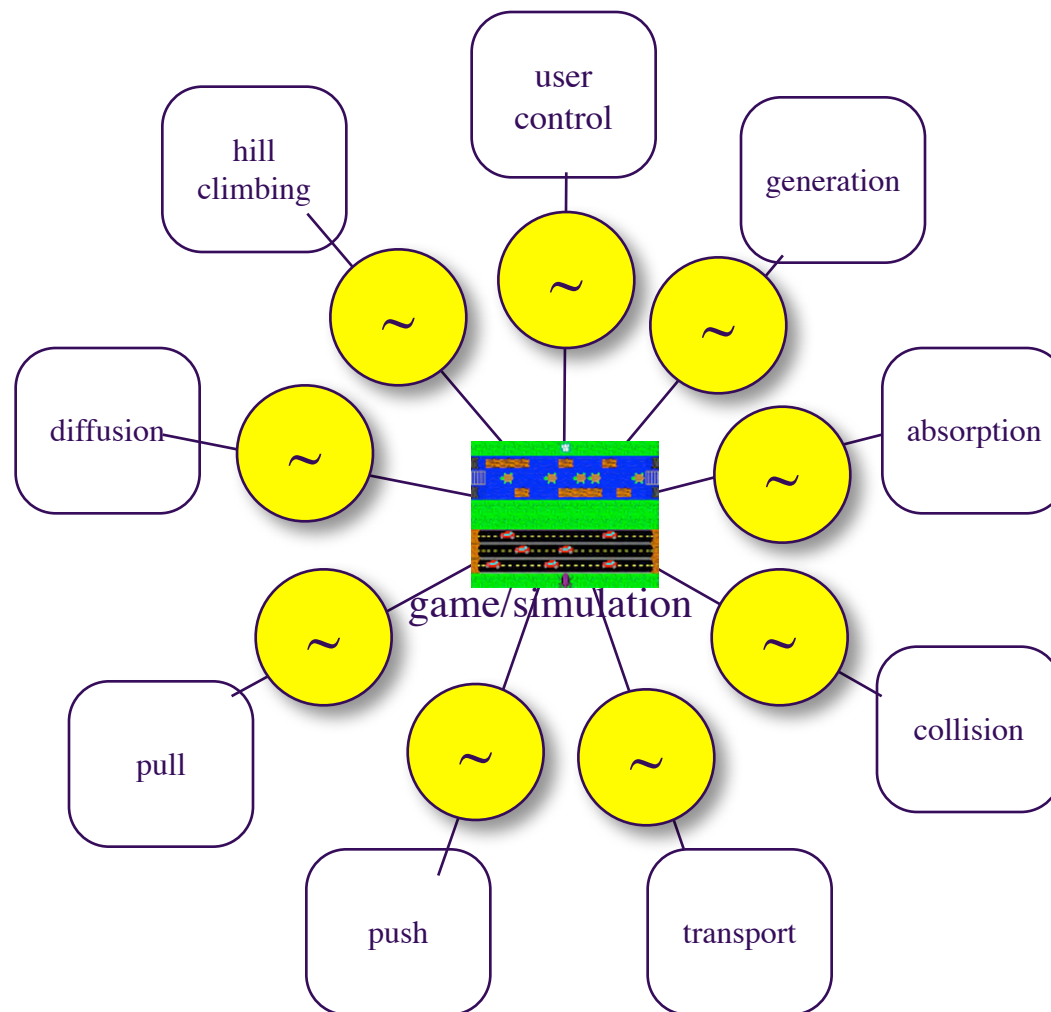 user
control
hill
climbing
generation
~
~
~
diffusion
absorption
~
~
game/simulation
~
~
collision
pull
~
~
push
transport